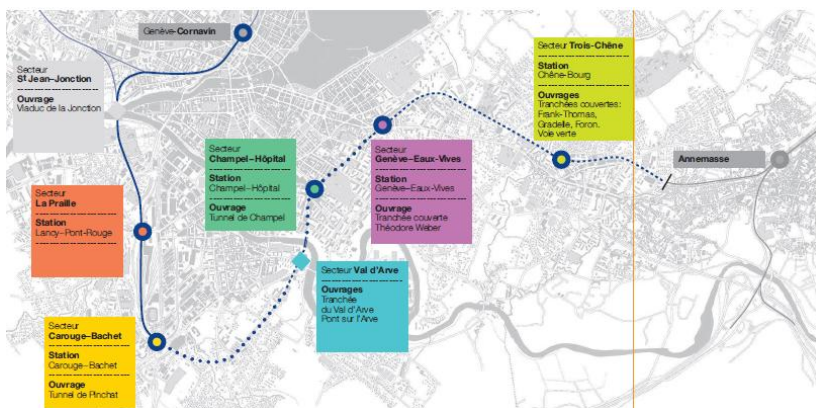 Genève-Cornavin
Secteur
St Jean–Jonction
Ouvrage
Viaduc de la Jonction
Secteur
La Praille
Station
Lancy-Pont-Rouge
Secteur
Carouge–Bachet
Station
Carouge–Bachet
Ouvrage
Tunnel de Pinchat
Secteur
Champel–Hôpital
Station
Champel–Hôpital
Ouvrage
Tunnel de Champel
Secteur
Genève–Eaux-Vives
Station
Genève–Eaux-Vives
Ouvrage
Tranchée couverte
Théodore Weber
Secteur Val d'Arve
Ouvrages
Tranchée
du Val d'Arve
Pont sur l'Arve
Secteur Trois-Chêne
Station
Chêne-Bourg
Ouvrages
Tranchées couvertes:
Frank-Thomas,
Gradelle, Foron.
Voie verte
Annemasse